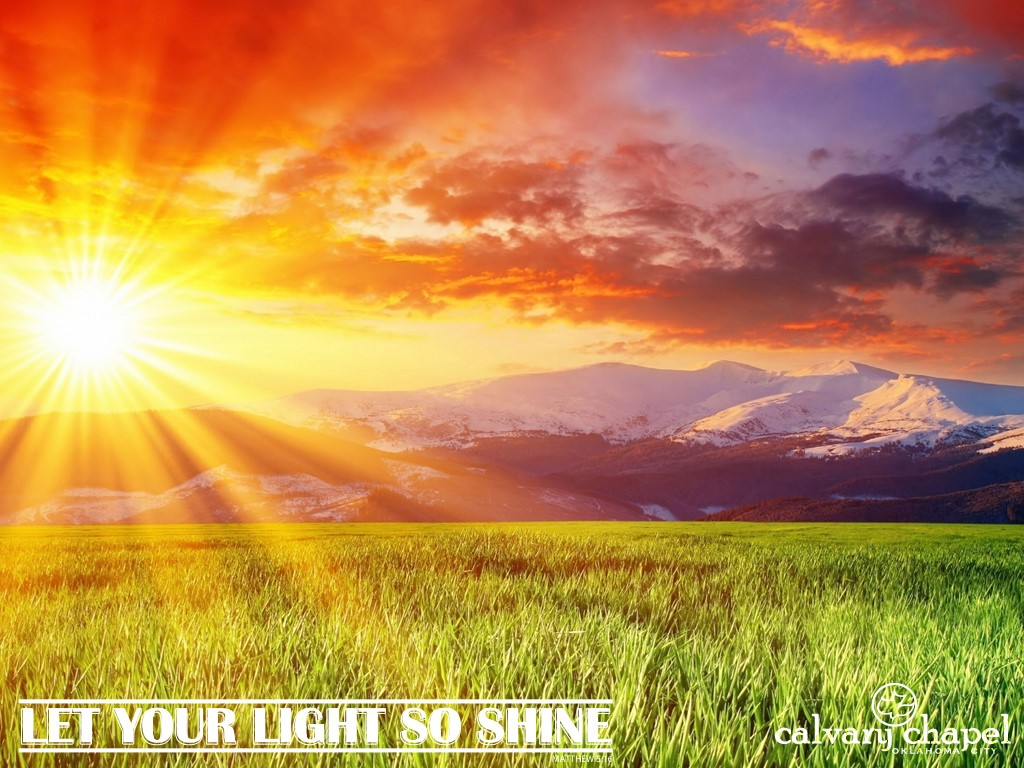 LET YOUR LIGHT SO SHINE
MATTHEW 5:16
calvary chapel
OKLAHOMA CITY